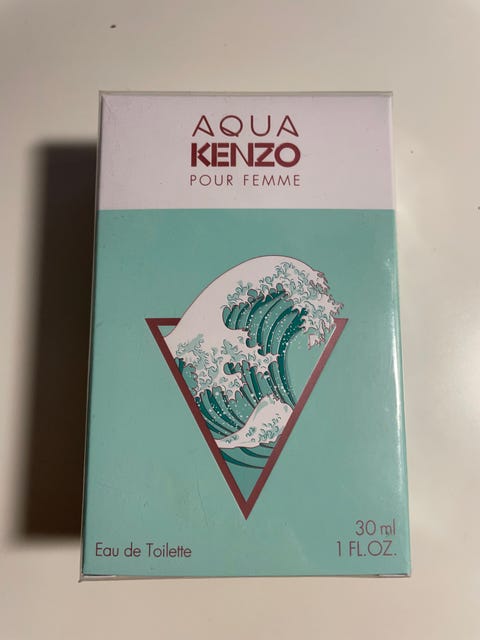 AQUA
KENZO
POUR FEMME
Eau de Toilette
30 ml
1 FL.OZ.